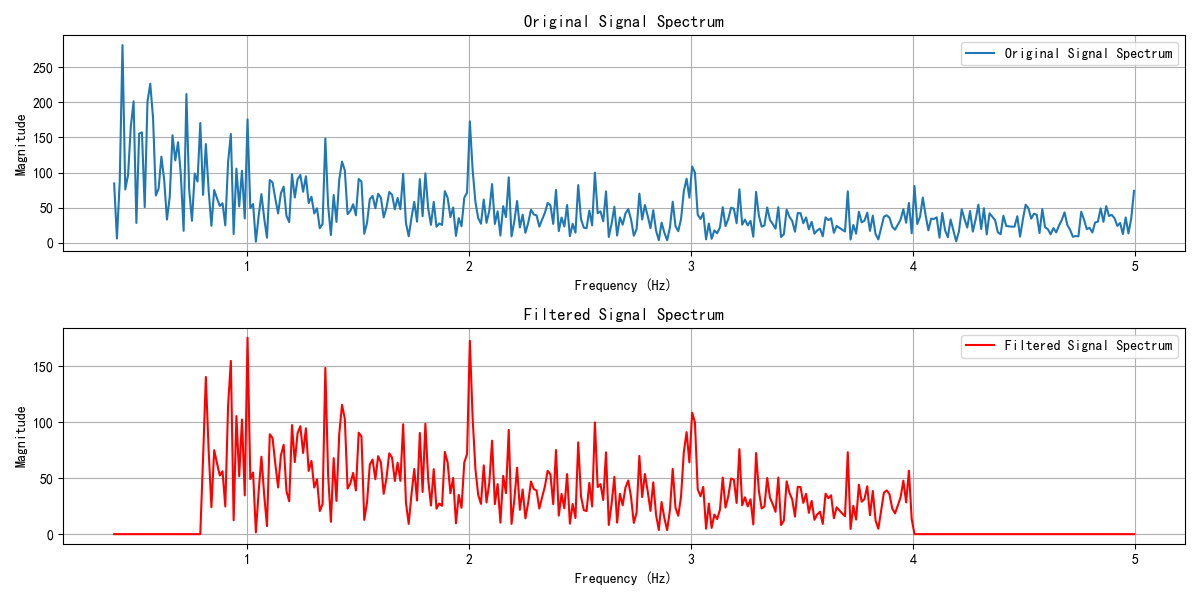 Original Signal Spectrum
Original Signal Spectrum
250
200
150
100
50
0
Magnitude
1 2 3 4 5
Frequency (Hz)
Filtered Signal Spectrum
Filtered Signal Spectrum
150
100
50
0
Magnitude
1 2 3 4 5
Frequency (Hz)